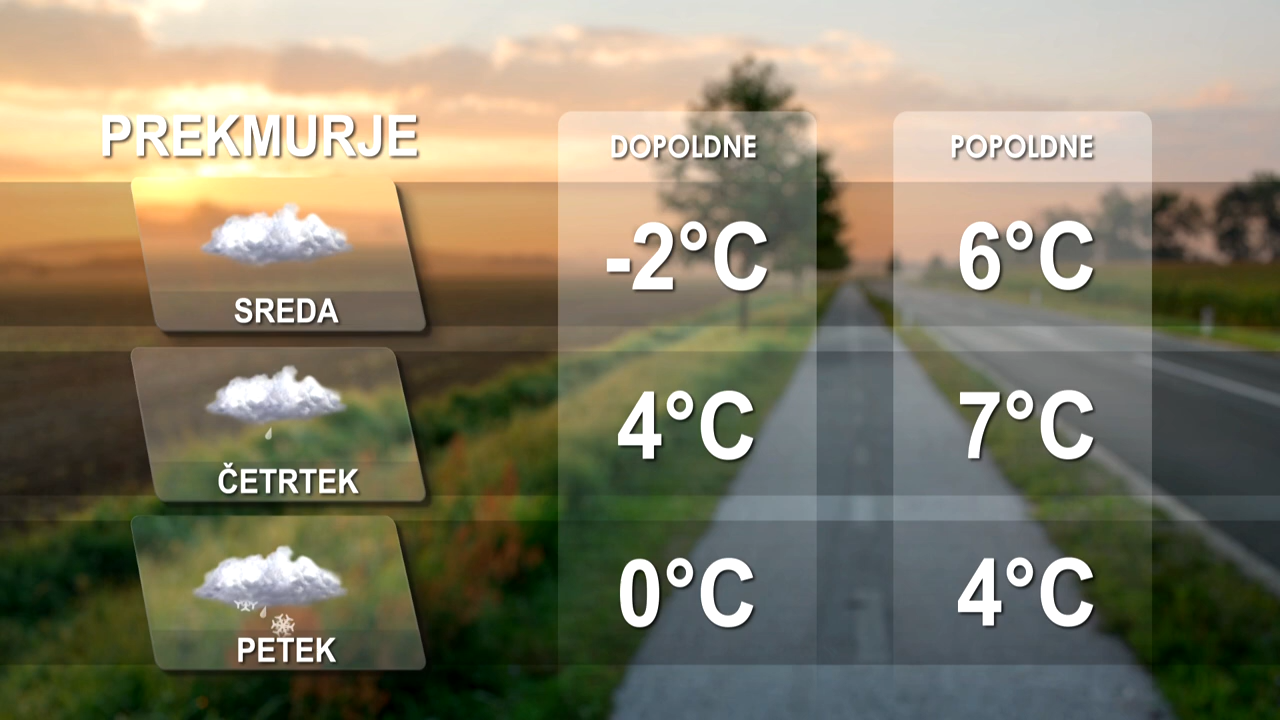 PREKMURJE
DOPOLDNE POPOLDNE
SREDA -2°C 6°C
ČETRTEK 4°C 7°C
PETEK 0°C 4°C